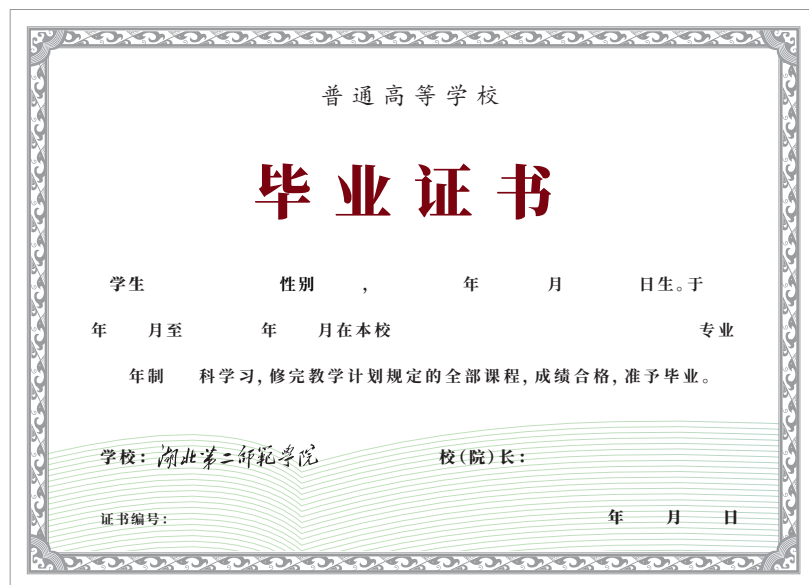 普通高等学校
毕业证书
学生 性别 , 年 月 日生。于
年 月至 年 月在本校 专业
年制 科学习,修完教学计划规定的全部课程,成绩合格,准予毕业。
学校: 湖北第二师範学院 校(院)长:
证书编号: 年 月 日